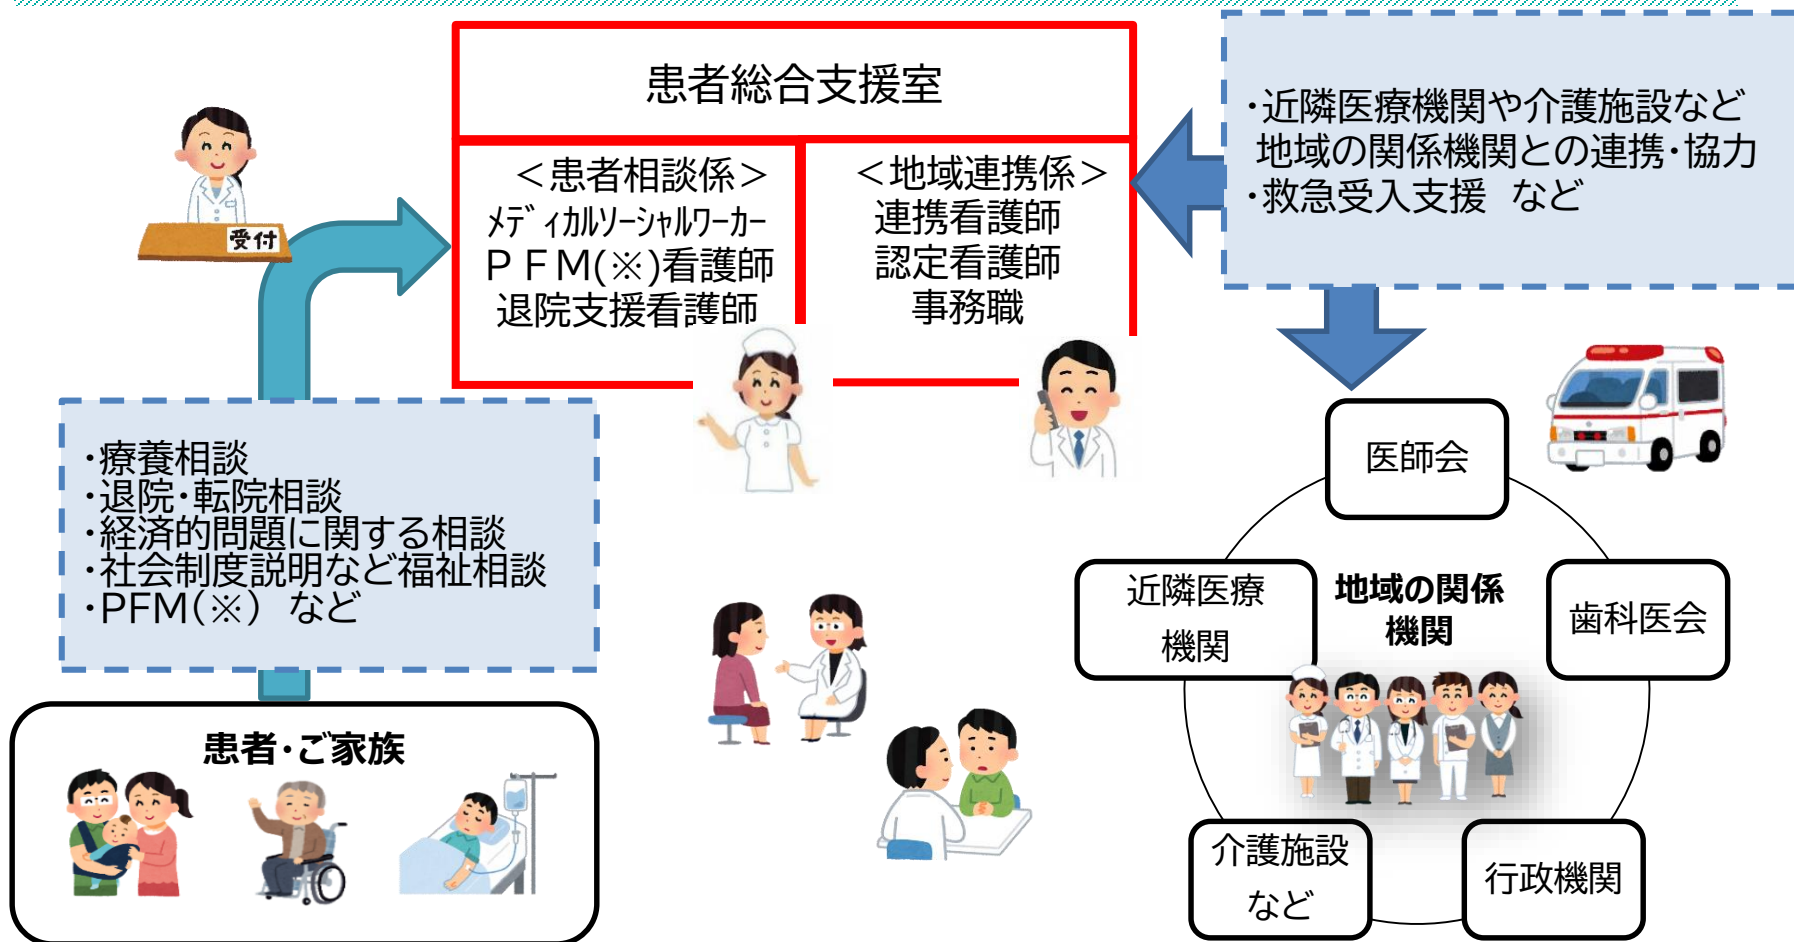 患者総合支援室
＜患者相談係＞
ﾒﾃﾞｨｶﾙｿｰｼｬﾙﾜｰｶｰ
ＰＦＭ(※)看護師
退院支援看護師
＜地域連携係＞
連携看護師
認定看護師
事務職
・近隣医療機関や介護施設など
地域の関係機関との連携・協力
・救急受入支援　など
受付
・療養相談
・退院・転院相談
・経済的問題に関する相談
・社会制度説明など福祉相談
・PFM(※)　など
患者・ご家族
医師会
近隣医療
機関
地域の関係
機関
歯科医会
介護施設
など
行政機関